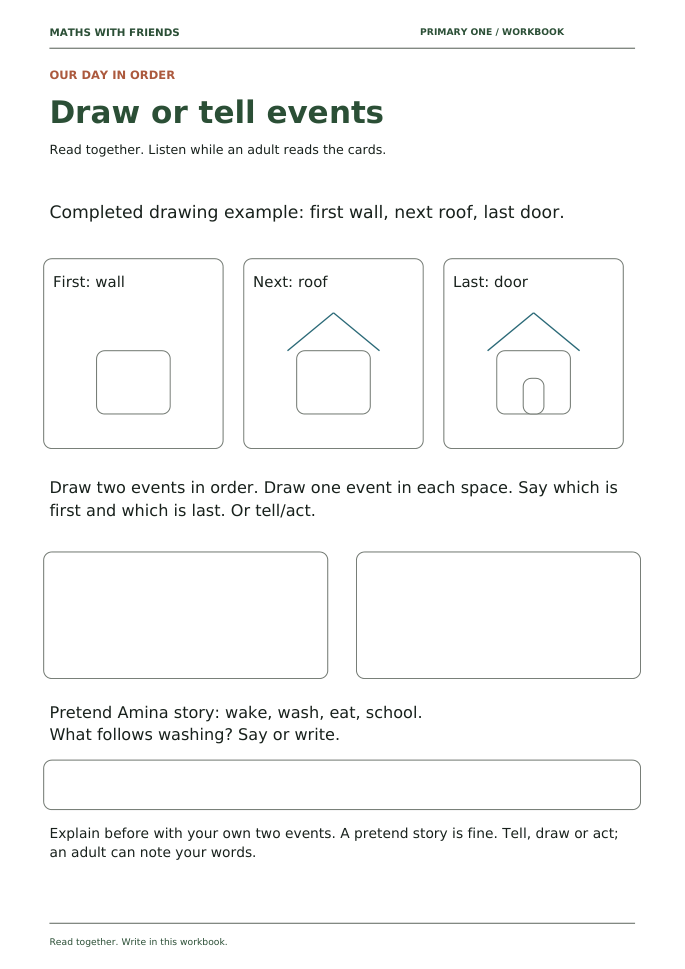 MATHS WITH FRIENDS
PRIMARY ONE / WORKBOOK
OUR DAY IN ORDER
Draw or tell events
Read together. Listen while an adult reads the cards.
Completed drawing example: first wall, next roof, last door.
First: wall
Next: roof
Last: door
Draw two events in order. Draw one event in each space. Say which is
first and which is last. Or tell/act.
Pretend Amina story: wake, wash, eat, school.
What follows washing? Say or write.
Explain before with your own two events. A pretend story is fine. Tell, draw or act;
an adult can note your words.
Read together. Write in this workbook.